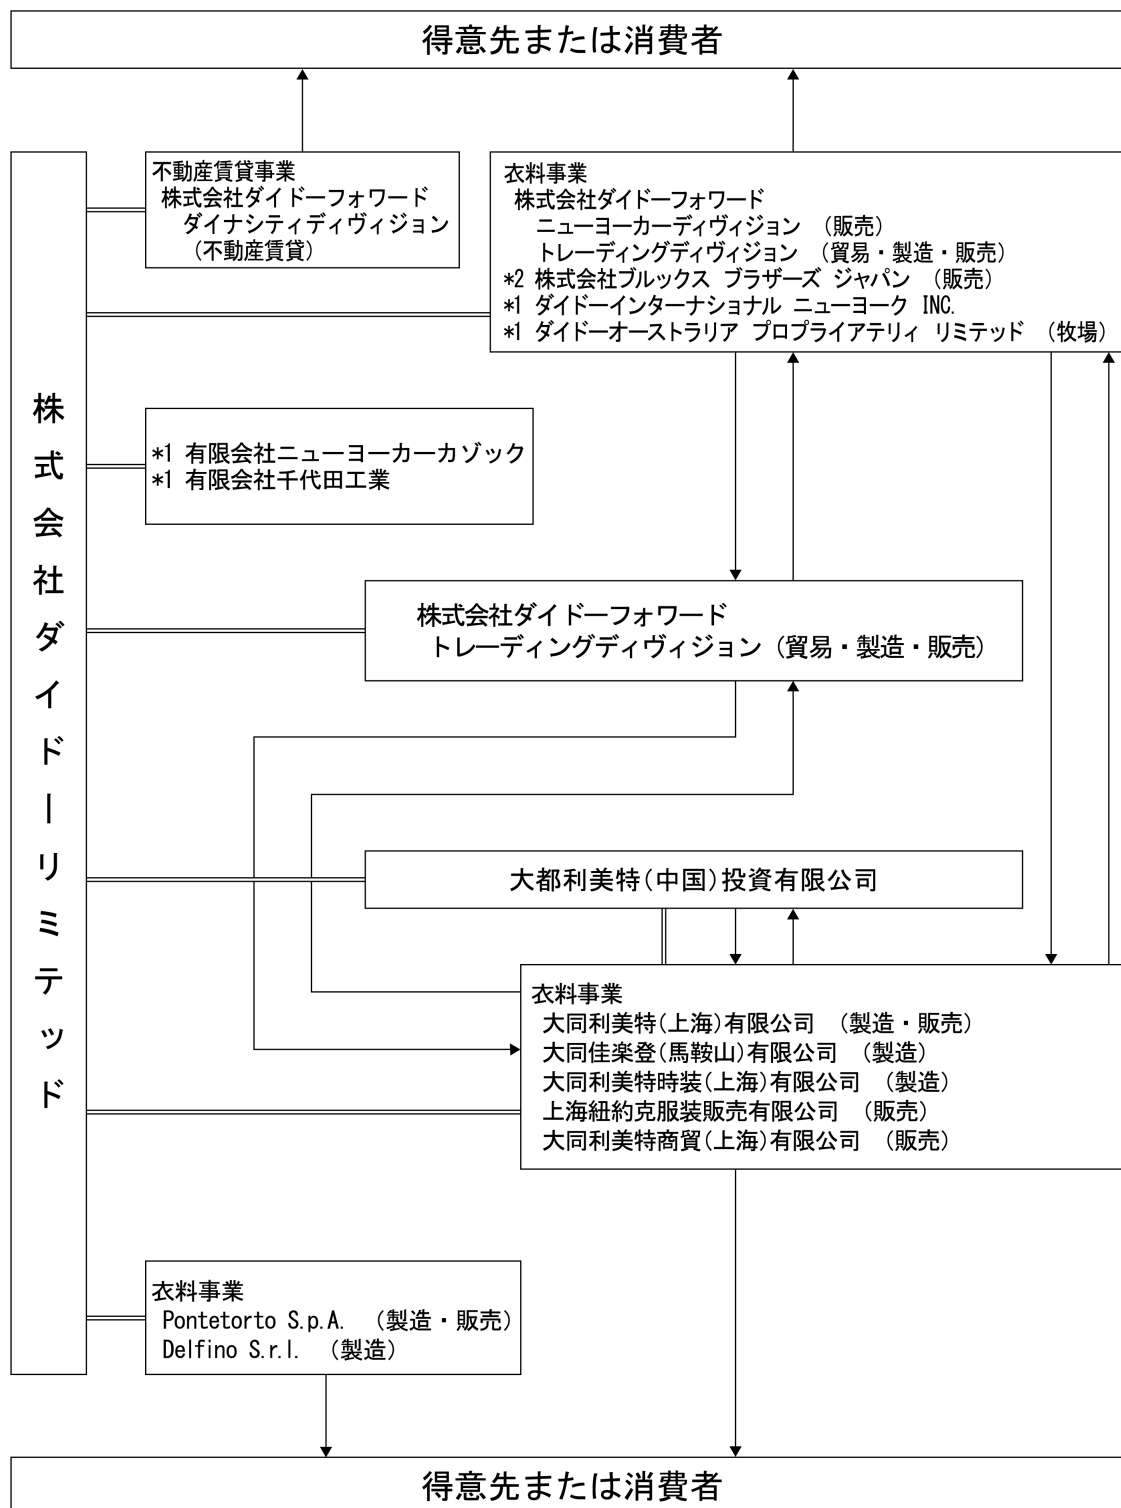 得意先または消費者
株式会社ダイドーリミテッド
不動産賃貸事業
株式会社ダイドーフォワード
ダイナシティディヴィジョン
(不動産賃貸)
衣料事業
株式会社ダイドーフォワード
ニューヨーカーディヴィジョン (販売)
トレーディングディヴィジョン (貿易・製造・販売)
*2 株式会社ブルックス ブラザーズ ジャパン (販売)
*1 ダイドーインターナショナル ニューヨーク INC.
*1 ダイドーオーストラリア プロプライアテリィ リミテッド (牧場)
*1 有限会社ニューヨーカーカゾック
*1 有限会社千代田工業
株式会社ダイドーフォワード
トレーディングディヴィジョン (貿易・製造・販売)
大都利美特(中国)投資有限公司
衣料事業
大同利美特(上海)有限公司 (製造・販売)
大同佳楽登(馬鞍山)有限公司 (製造)
大同利美特時装(上海)有限公司 (製造)
上海紐約克服装販売有限公司 (販売)
大同利美特商貿(上海)有限公司 (販売)
衣料事業
Pontetorto S.p.A. (製造・販売)
Delfino S.r.l. (製造)
得意先または消費者